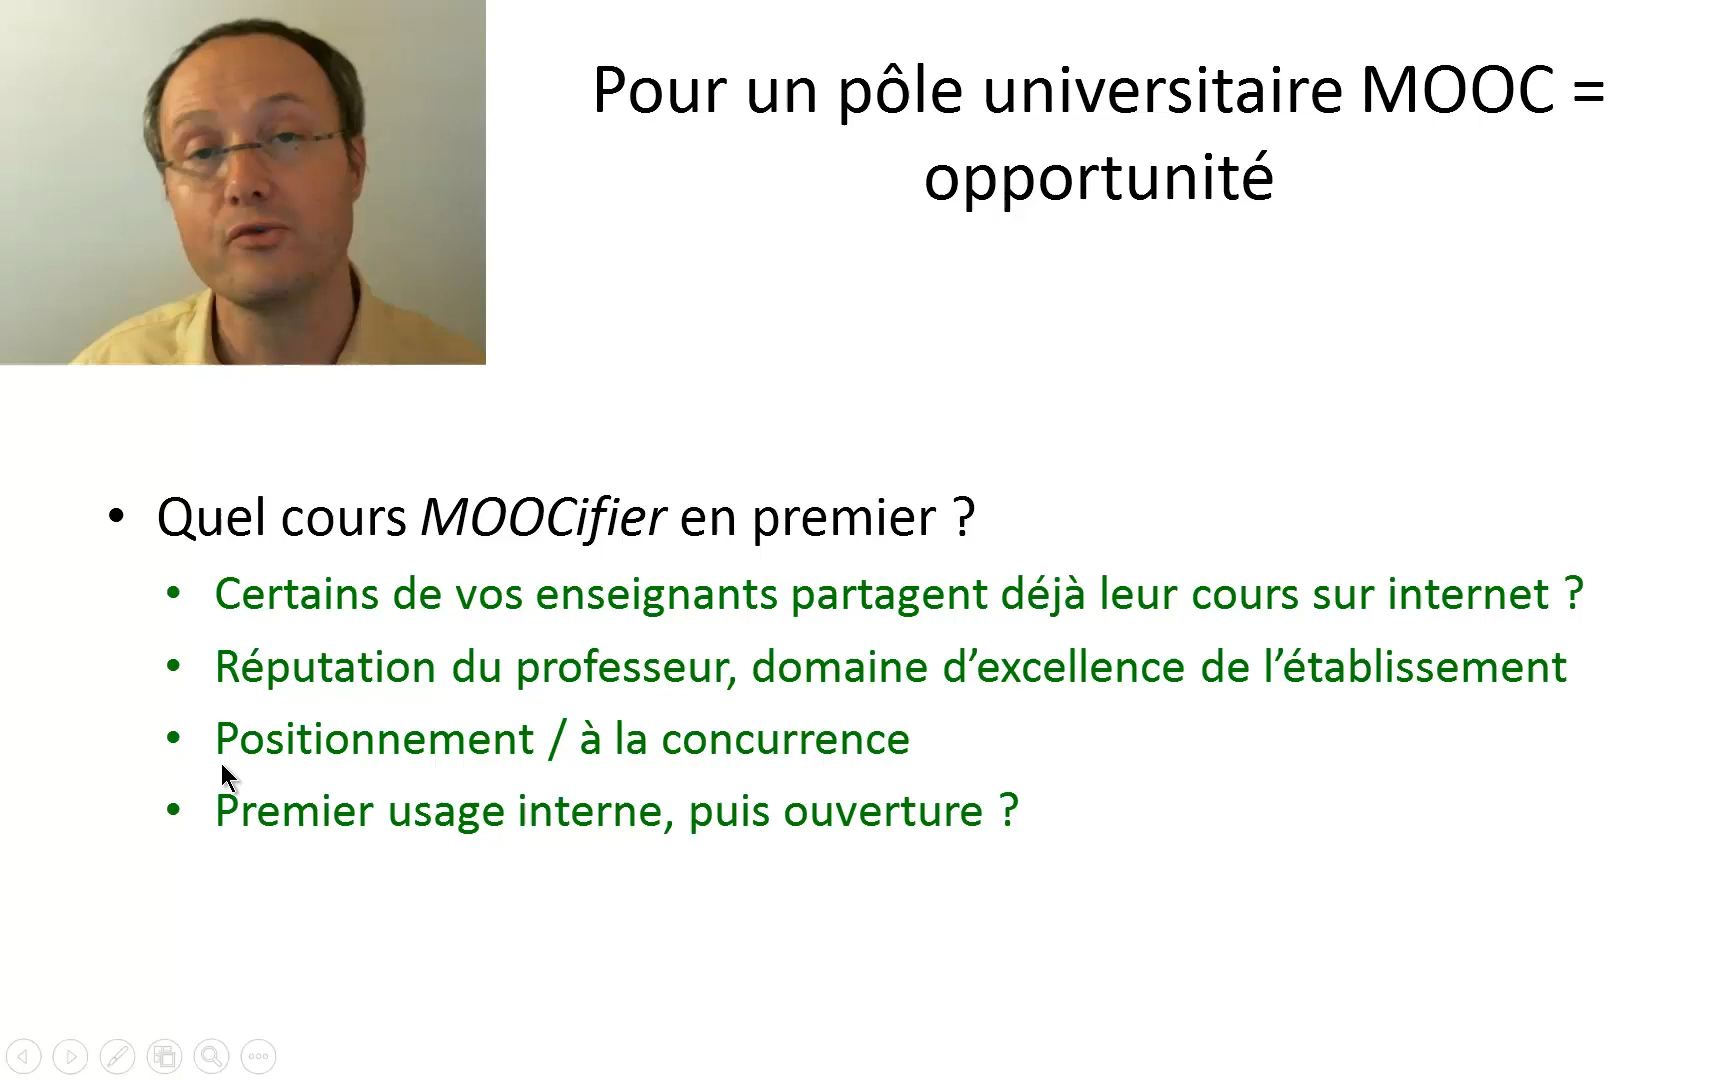 Pour un pôle universitaire MOOC =
opportunité
• Quel cours MOOCifier en premier ?
• Certains de vos enseignants partagent déjà leur cours sur internet ?
• Réputation du professeur, domaine d’excellence de l’établissement
• Positionnement / à la concurrence
• Premier usage interne, puis ouverture ?